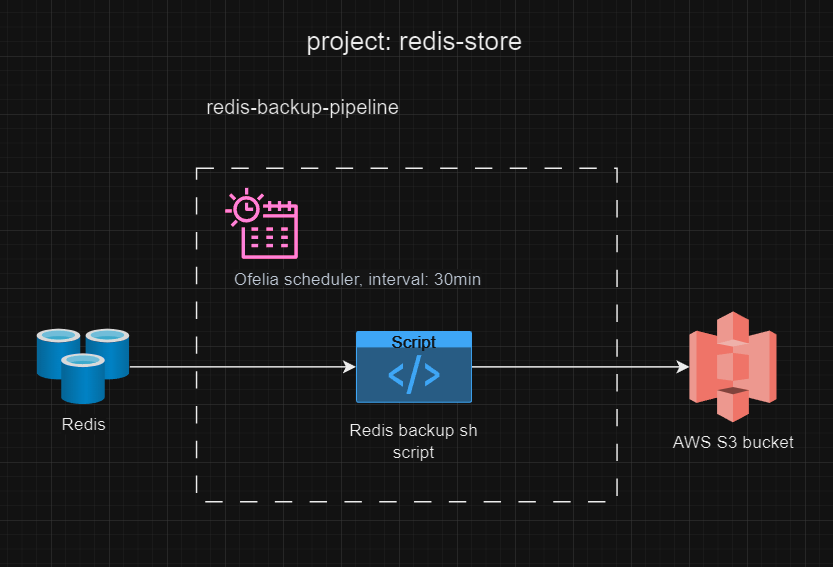 project: redis-store
redis-backup-pipeline
Ofelia scheduler, interval: 30min
Script
</>
Redis
Redis backup sh
script
AWS S3 bucket